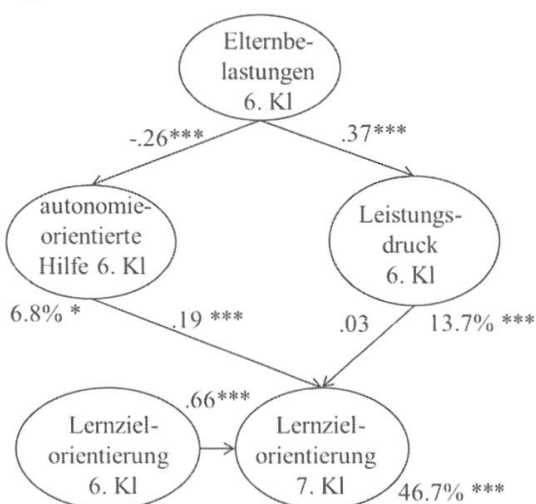 Elternbe-
lastungen
6. Kl
-.26***
.37***
autonomie-
orientierte
Hilfe 6. Kl
Leistungs-
druck
6. Kl
6.8% *
.19 ***
.03
13.7% ***
.66***
Lernziel-
orientierung
6. Kl
Lernziel-
orientierung
7. Kl
46.7% ***